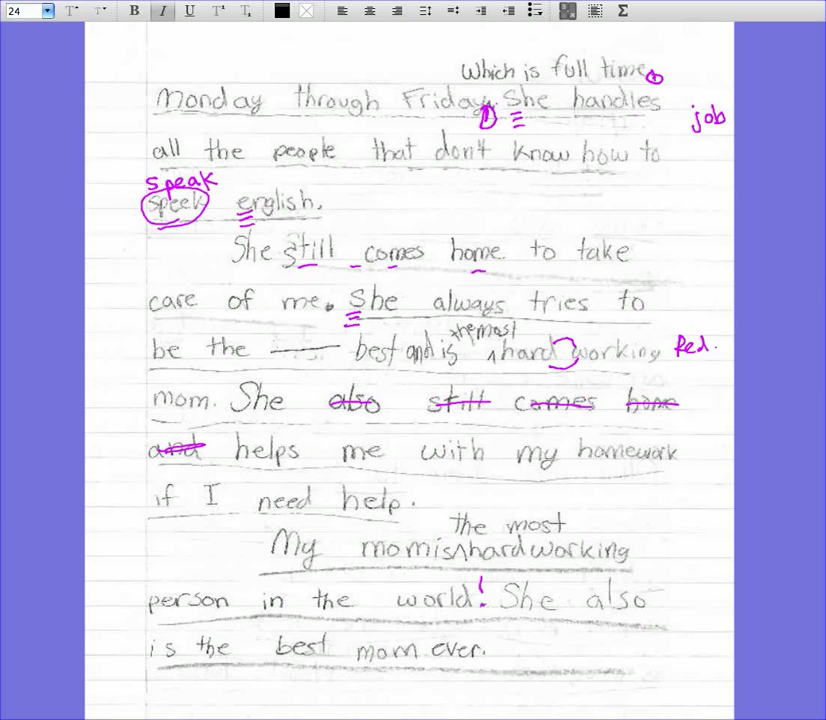 24
B I U
Which is full time
Monday through Friday. She handles
job
all the people that don't know how to
speak
speek english.
She still comes home to take
care of me. She always tries to
the most
be the best and is hard working Red.
mom. She also still comes home
and helps me with my homework
if I need help.
the most
My mom is hardworking
person in the world! She also
is the best mom ever.